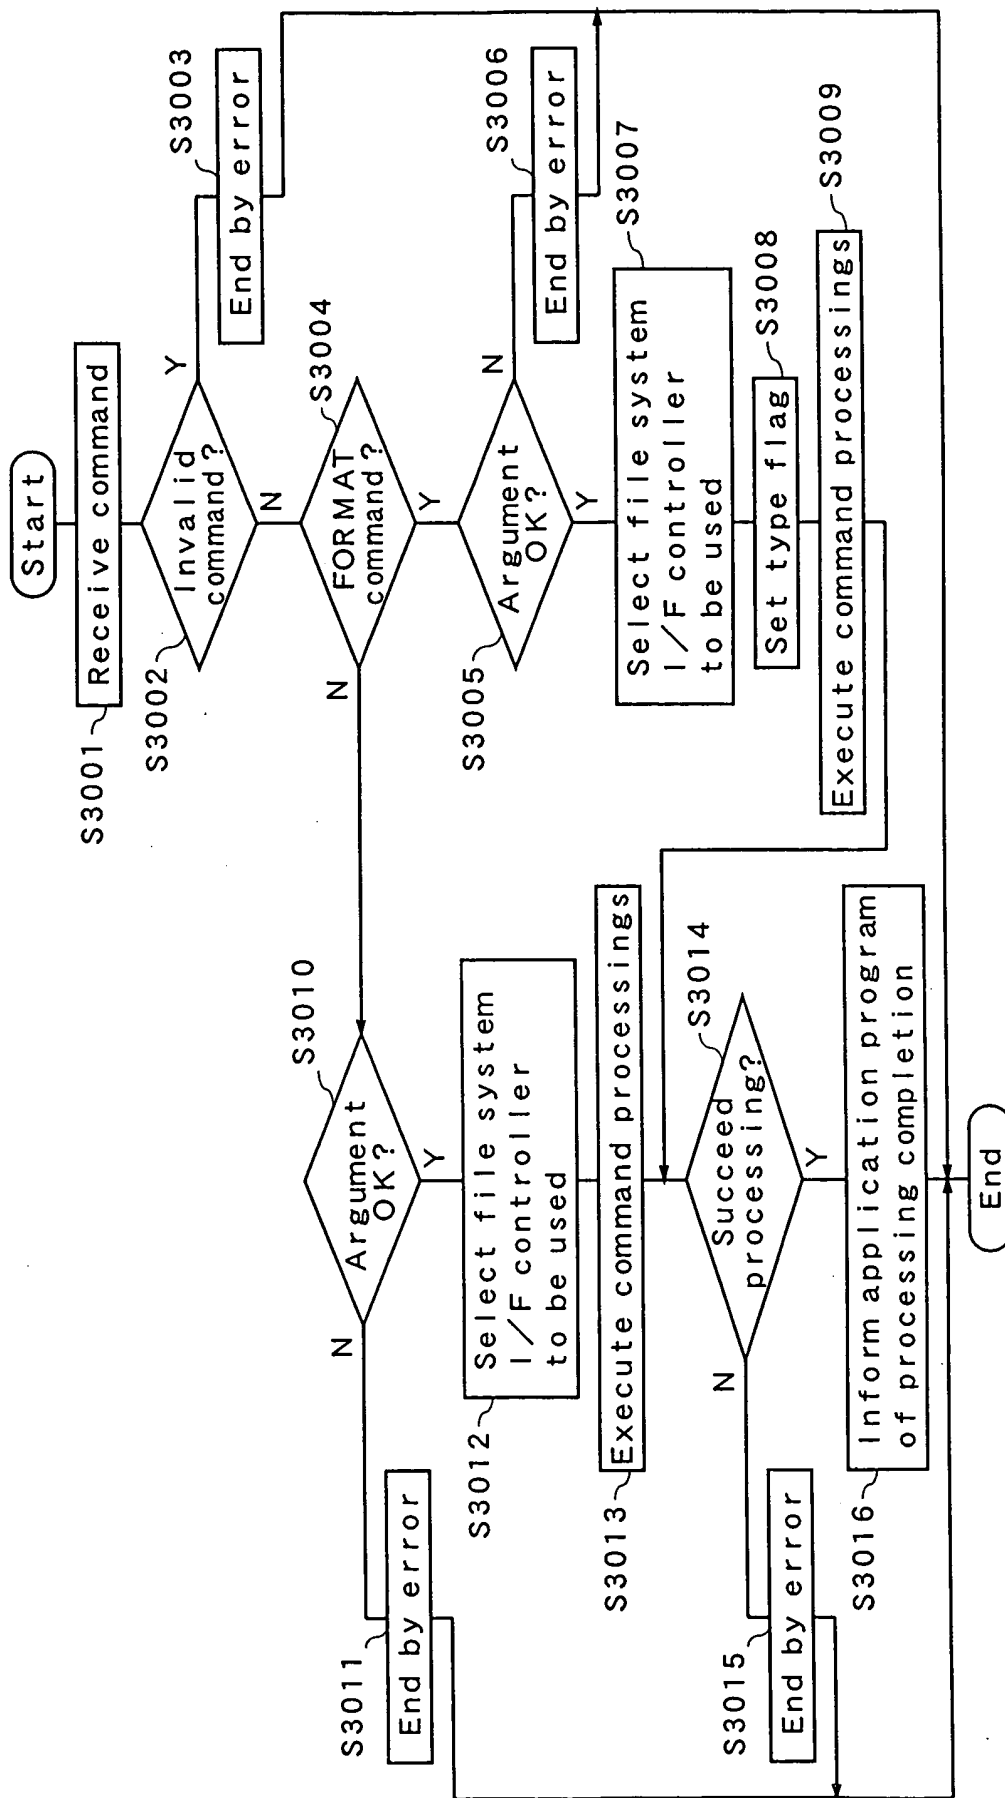 Start
S3001
Receive command
S3002
Invalid
command?
Y
S3003
End by error
N
S3004
FORMAT
command?
N
Y
S3005
Argument
OK?
N
S3006
End by error
Y
S3007
Select file system
I/F controller
to be used
S3008
Set type flag
S3009
Execute command processings
S3010
Argument
OK?
N
S3011
End by error
Y
S3012
Select file system
I/F controller
to be used
S3013
Execute command processings
S3014
Succeed
processing?
N
S3015
End by error
Y
S3016
Inform application program
of processing completion
End